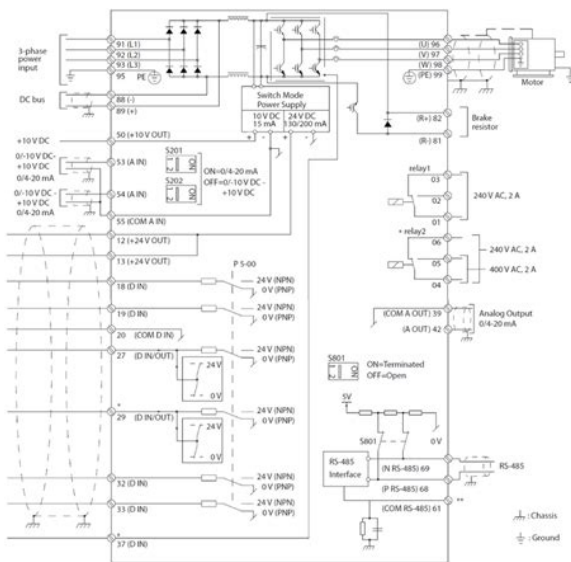 3-phase
power
input
91 (L1)
92 (L2)
93 (L3)
95 PE
DC bus
88 (-)
89 (+)
50 (+10 V OUT)
+10 V DC
0/-10 V DC-
+10 V DC
0/4-20 mA
53 (A IN)
0/-10 V DC -
+10 V DC
0/4-20 mA
54 (A IN)
55 (COM A IN)
12 (+24 V OUT)
13 (+24 V OUT)
18 (D IN)
19 (D IN)
20 (COM D IN)
27 (D IN/OUT)
24 V
0 V
*
29 (D IN/OUT)
24 V
0 V
32 (D IN)
33 (D IN)
*
37 (D IN)
S201
1 2
S202
1 2
ON=0/4-20 mA
OFF=0/-10 V DC -
+10 V DC
P 5-00
24 V (NPN)
0 V (PNP)
24 V (NPN)
0 V (PNP)
24 V (NPN)
0 V (PNP)
24 V (NPN)
0 V (PNP)
24 V (NPN)
0 V (PNP)
24 V (NPN)
0 V (PNP)
Switch Mode
Power Supply
10 V DC
15 mA
24 V DC
130/200 mA
+ - + -
(U) 96
(V) 97
(W) 98
(PE) 99
Motor
(R+) 82
(R-) 81
Brake
resistor
relay1
03
02
01
240 V AC, 2 A
* relay2
06
05
04
240 V AC, 2 A
400 V AC, 2 A
(COM A OUT) 39
(A OUT) 42
Analog Output
0/4-20 mA
S801
1 2
ON=Terminated
OFF=Open
5V
S801
0 V
RS-485
Interface
(N RS-485) 69
(P RS-485) 68
(COM RS-485) 61
RS-485
**
: Chassis
: Ground